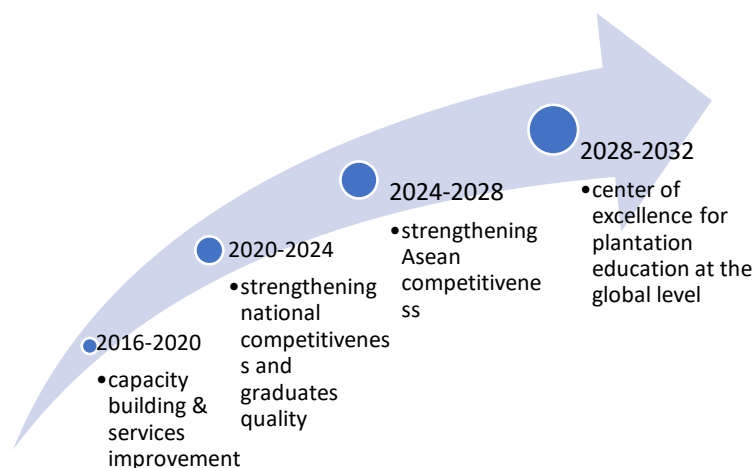 2016-2020
•capacity
building &
services
improvement
2020-2024
•strengthening
national
competitivenes
s and
graduates
quality
2024-2028
•strengthening
Asean
competitivene
ss
2028-2032
•center of
excellence for
plantation
education at the
global level